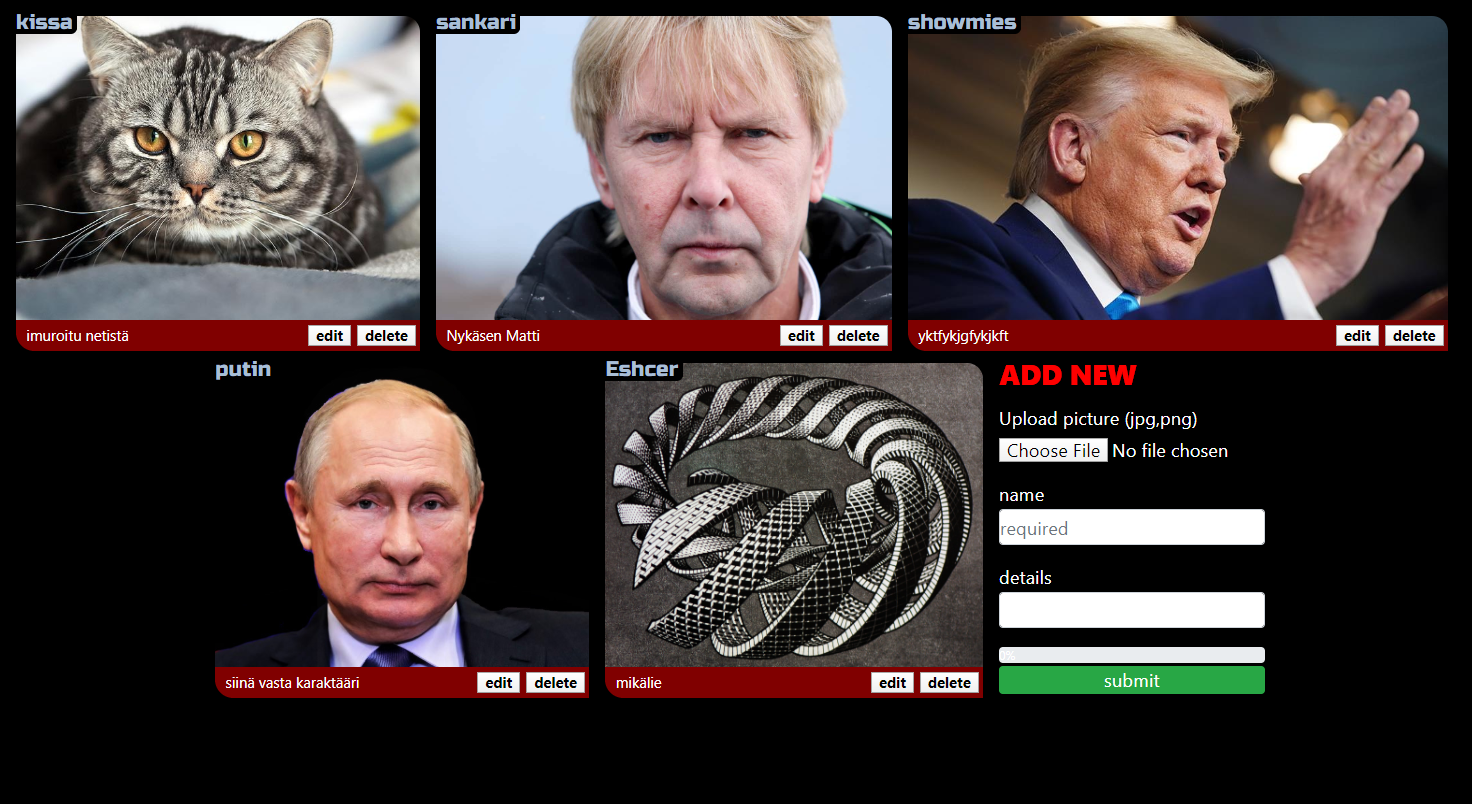 kissa
sankari
showmies
imuroitu netistä edit delete
Nykäsen Matti edit delete
yktfykjgfykjkft edit delete
putin
Eshcer
ADD NEW
Upload picture (jpg,png)
Choose File No file chosen
name
required
details
submit
siinä vasta karaktääri edit delete
mikälie edit delete